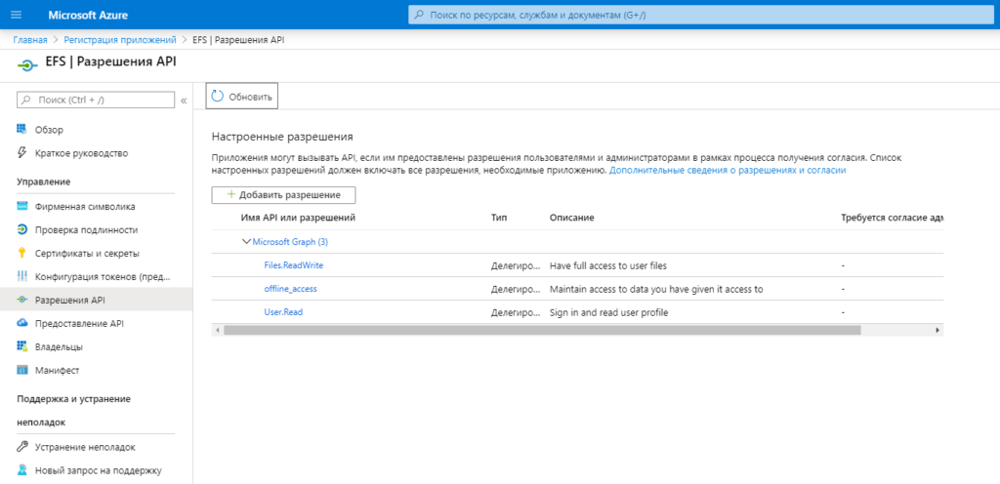 Microsoft Azure
Поиск по ресурсам, службам и документам (G+/)
Главная > Регистрация приложений > EFS | Разрешения API
EFS | Разрешения API
Поиск (Ctrl + /)
«
Обновить
Обзор
Краткое руководство
Управление
Фирменная символика
Проверка подлинности
Сертификаты и секреты
Конфигурация токенов (пред...
Разрешения API
Предоставление API
Владельцы
Манифест
Поддержка и устранение
неполадок
Устранение неполадок
Новый запрос на поддержку
Настроенные разрешения
Приложения могут вызывать API, если им предоставлены разрешения пользователями и администраторами в рамках процесса получения согласия. Список
настроенных разрешений должен включать все разрешения, необходимые приложению. Дополнительные сведения о разрешениях и согласии
+ Добавить разрешение
Имя API или разрешений Тип Описание Требуется согласие адм
Microsoft Graph (3)
Files.ReadWrite Делегиро... Have full access to user files -
offline_access Делегиро... Maintain access to data you have given it access to -
User.Read Делегиро... Sign in and read user profile -